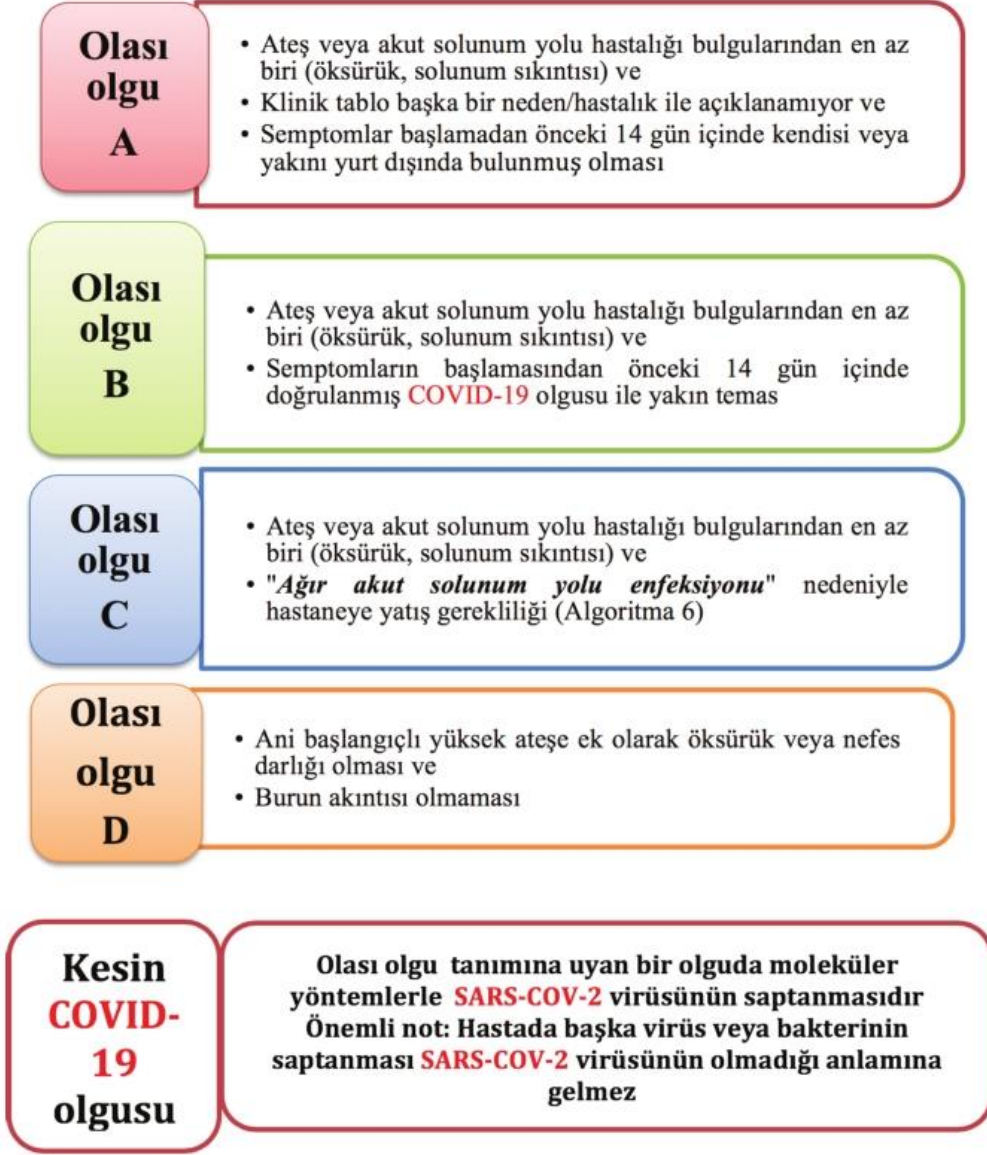 Olası
olgu
A
• Ateş veya akut solunum yolu hastalığı bulgularından en az
biri (öksürük, solunum sıkıntısı) ve
• Klinik tablo başka bir neden/hastalık ile açıklanamıyor ve
• Semptomlar başlamadan önceki 14 gün içinde kendisi veya
yakını yurt dışında bulunmuş olması
Olası
olgu
B
• Ateş veya akut solunum yolu hastalığı bulgularından en az
biri (öksürük, solunum sıkıntısı) ve
• Semptomların başlamasından önceki 14 gün içinde
doğrulanmış COVID-19 olgusu ile yakın temas
Olası
olgu
C
• Ateş veya akut solunum yolu hastalığı bulgularından en az
biri (öksürük, solunum sıkıntısı) ve
• "Ağır akut solunum yolu enfeksiyonu" nedeniyle
hastaneye yatış gerekliliği (Algoritma 6)
Olası
olgu
D
• Ani başlangıçlı yüksek ateşe ek olarak öksürük veya nefes
darlığı olması ve
• Burun akıntısı olmaması
Kesin
COVID-
19
olgusu
Olası olgu tanımına uyan bir olguda moleküler
yöntemlerle SARS-COV-2 virüsünün saptanmasıdır
Önemli not: Hastada başka virüs veya bakterinin
saptanması SARS-COV-2 virüsünün olmadığı anlamına
gelmez